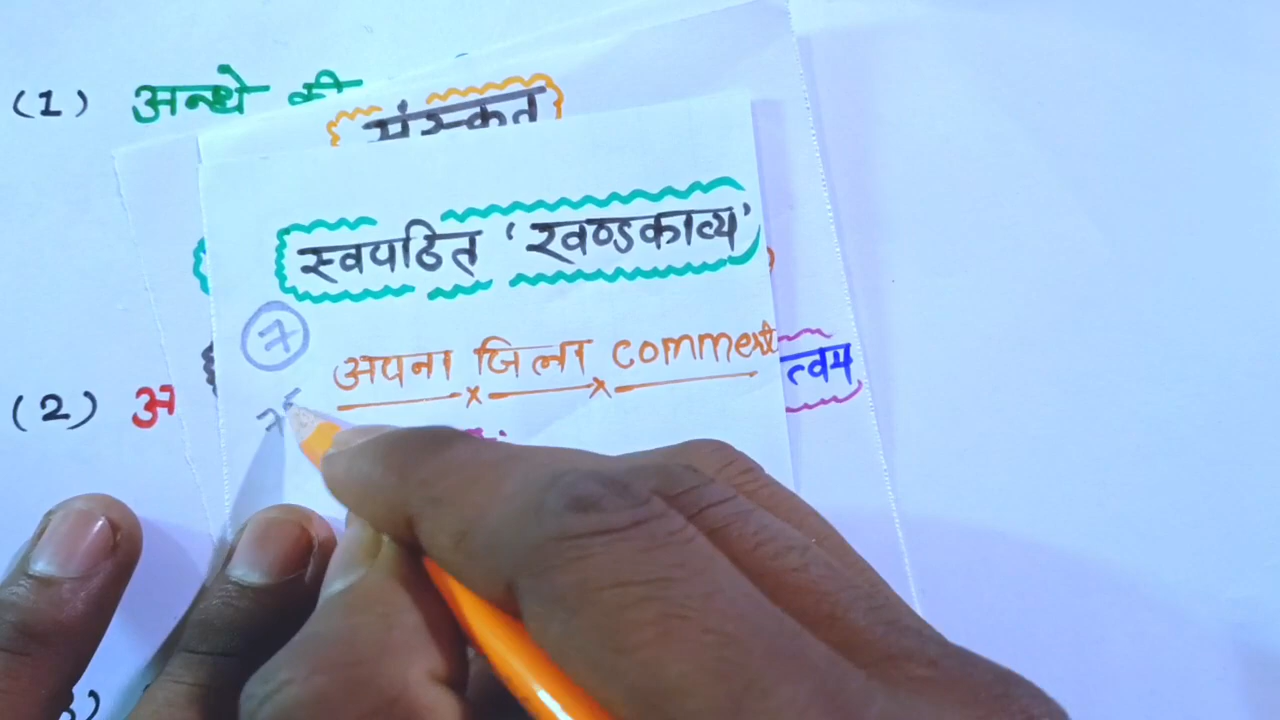 (1) अन्धे की
संस्कृत
स्वपठित 'खण्डकाव्य'
7
अपना जिला comment
त्वम
(2) अ